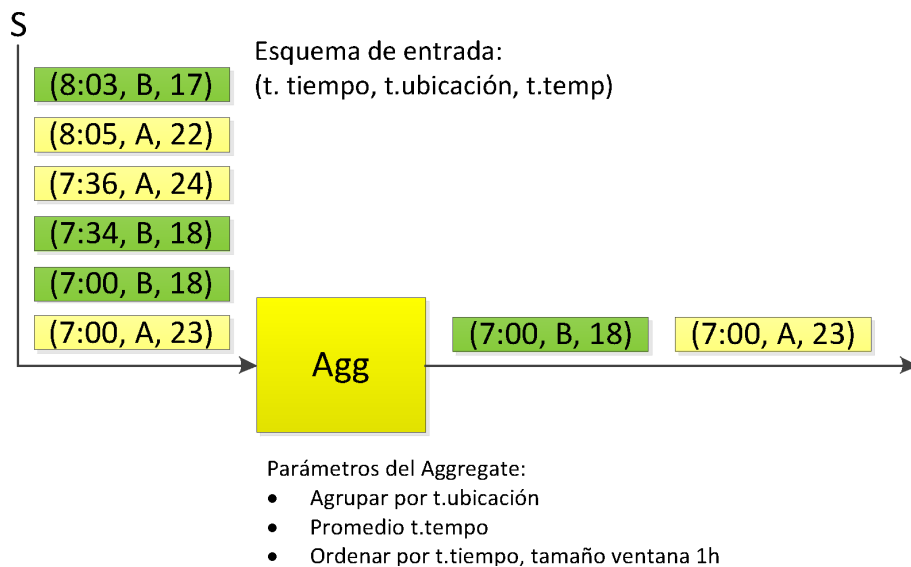 S
Esquema de entrada:
(t. tiempo, t.ubicación, t.temp)
(8:03, B, 17)
(8:05, A, 22)
(7:36, A, 24)
(7:34, B, 18)
(7:00, B, 18)
(7:00, A, 23)
Agg
(7:00, B, 18)
(7:00, A, 23)
Parámetros del Aggregate:
• Agrupar por t.ubicación
• Promedio t.tempo
• Ordenar por t.tiempo, tamaño ventana 1h